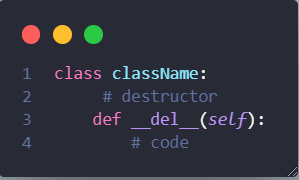 1 class className:
2 # destructor
3 def __del__(self):
4 # code